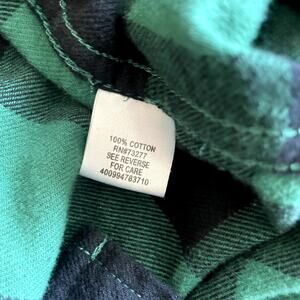 100% COTTON
RN#73277
SEE REVERSE
FOR CARE
400994783710